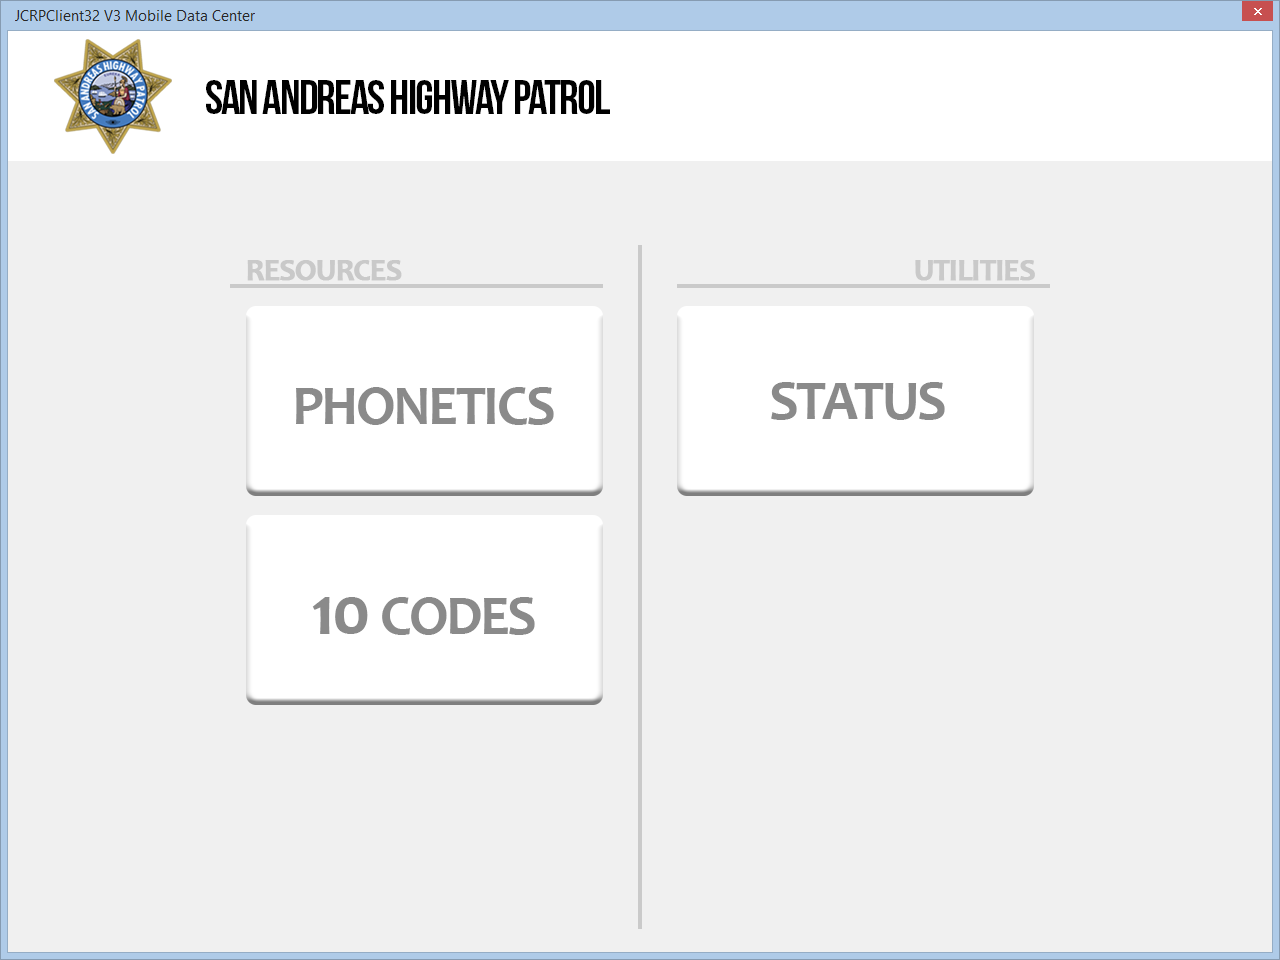 JCRPClient32 V3 Mobile Data Center
SAN ANDREAS HIGHWAY PATROL
SAN ANDREAS HIGHWAY PATROL
RESOURCES
PHONETICS
10 CODES
UTILITIES
STATUS